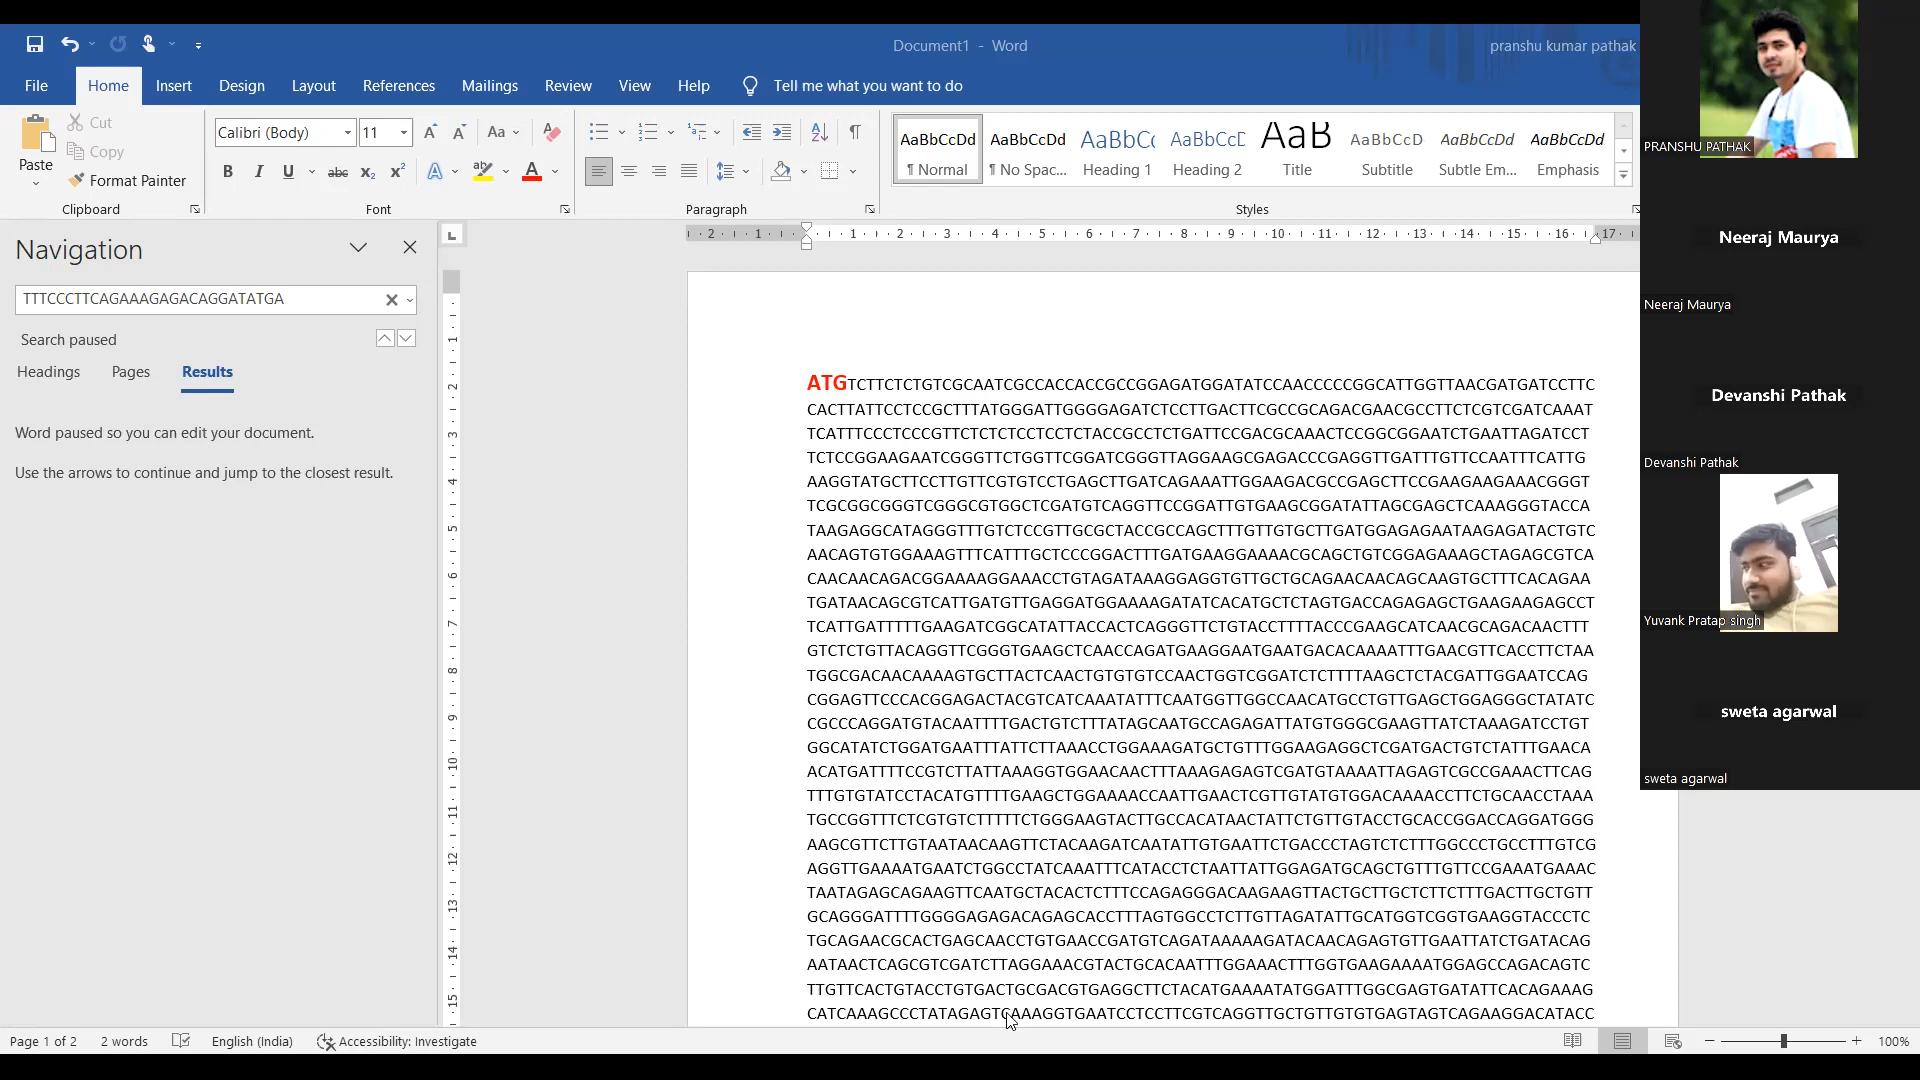 Document1 - Word
pranshu kumar pathak
File Home Insert Design Layout References Mailings Review View Help Tell me what you want to do
Paste
Cut
Copy
Format Painter
Clipboard
Calibri (Body) 11
Font
Paragraph
AaBbCcDd AaBbCcDd AaBbCc AaBbCcE AaB AaBbCcD AaBbCcDd AaBbCcDd
¶ Normal ¶ No Spac... Heading 1 Heading 2 Title Subtitle Subtle Em... Emphasis
Styles
Navigation
TTTCCCTTCAGAAAGAGACAGGATATGA
Search paused
Headings Pages Results
Word paused so you can edit your document.
Use the arrows to continue and jump to the closest result.
ATGTCTTCTCTGTCGCAATCGCCACCACCGCCGGAGATGGATATCCAACCCCCGGCATTGGTTAACGATGATCCTTC
CACTTATTCCTCCGCTTTATGGGATTGGGGAGATCTCCTTGACTTCGCCGCAGACGAACGCCTTCTCGTCGATCAAAT
TCATTTCCCTCCCGTTCTCTCTCCTCCTCTACCGCCTCTGATTCCGACGCAAACTCCGGCGGAATCTGAATTAGATCCT
TCTCCGGAAGAATCGGGTTCTGGTTCGGATCGGGTTAGGAAGCGAGACCCGAGGTTGATTTGTTCCAATTTCATTG
AAGGTATGCTTCCTTGTTCGTGTCCTGAGCTTGATCAGAAATTGGAAGACGCCGAGCTTCCGAAGAAGAAACGGGT
TCGCGGCGGGTCGGGCGTGGCTCGATGTCAGGTTCCGGATTGTGAAGCGGATATTAGCGAGCTCAAAGGGTACCA
TAAGAGGCATAGGGTTTGTCTCCGTTGCGCTACCGCCAGCTTTGTTGTGCTTGATGGAGAGAATAAGAGATACTGTC
AACAGTGTGGAAAGTTTCATTTGCTCCCGGACTTTGATGAAGGAAAACGCAGCTGTCGGAGAAAGCTAGAGCGTCA
CAACAACAGACGGAAAAGGAAACCTGTAGATAAAGGAGGTGTTGCTGCAGAACAACAGCAAGTGCTTTCACAGAA
TGATAACAGCGTCATTGATGTTGAGGATGGAAAAGATATCACATGCTCTAGTGACCAGAGAGCTGAAGAAGAGCCT
TCATTGATTTTTGAAGATCGGCATATTACCACTCAGGGTTCTGTACCTTTTACCCGAAGCATCAACGCAGACAACTTT
GTCTCTGTTACAGGTTCGGGTGAAGCTCAACCAGATGAAGGAATGAATGACACAAAATTTGAACGTTCACCTTCTAA
TGGCGACAACAAAAGTGCTTACTCAACTGTGTGTCCAACTGGTCGGATCTCTTTTAAGCTCTACGATTGGAATCCAG
CGGAGTTCCCACGGAGACTACGTCATCAAATATTTCAATGGTTGGCCAACATGCCTGTTGAGCTGGAGGGCTATATC
CGCCCAGGATGTACAATTTTGACTGTCTTTATAGCAATGCCAGAGATTATGTGGGCGAAGTTATCTAAAGATCCTGT
GGCATATCTGGATGAATTTATTCTTAAACCTGGAAAGATGCTGTTTGGAAGAGGCTCGATGACTGTCTATTTGAACA
ACATGATTTTCCGTCTTATTAAAGGTGGAACAACTTTAAAGAGAGTCGATGTAAAATTAGAGTCGCCGAAACTTCAG
TTTGTGTATCCTACATGTTTTGAAGCTGGAAAACCAATTGAACTCGTTGTATGTGGACAAAACCTTCTGCAACCTAAA
TGCCGGTTTCTCGTGTCTTTTTCTGGGAAGTACTTGCCACATAACTATTCTGTTGTACCTGCACCGGACCAGGATGGG
AAGCGTTCTTGTAATAACAAGTTCTACAAGATCAATATTGTGAATTCTGACCCTAGTCTCTTTGGCCCTGCCTTTGTCG
AGGTTGAAAATGAATCTGGCCTATCAAATTTCATACCTCTAATTATTGGAGATGCAGCTGTTTGTTCCGAAATGAAAC
TAATAGAGCAGAAGTTCAATGCTACACTCTTTCCAGAGGGACAAGAAGTTACTGCTTGCTCTTCTTTGACTTGCTGTT
GCAGGGATTTTGGGGAGAGACAGAGCACCTTTAGTGGCCTCTTGTTAGATATTGCATGGTCGGTGAAGGTACCCTC
TGCAGAACGCACTGAGCAACCTGTGAACCGATGTCAGATAAAAAGATACAACAGAGTGTTGAATTATCTGATACAG
AATAACTCAGCGTCGATCTTAGGAAACGTACTGCACAATTTGGAAACTTTGGTGAAGAAAATGGAGCCAGACAGTC
TTGTTCACTGTACCTGTGACTGCGACGTGAGGCTTCTACATGAAAATATGGATTTGGCGAGTGATATTCACAGAAAG
CATCAAAGCCCTATAGAGTCAAAGGTGAATCCTCCTTCGTCAGGTTGCTGTTGTGTGAGTAGTCAGAAGGACATACC
Page 1 of 2 2 words English (India) Accessibility: Investigate 100%
PRANSHU PATHAK
Neeraj Maurya
Neeraj Maurya
Devanshi Pathak
Devanshi Pathak
Yuvank Pratap singh
sweta agarwal
sweta agarwal